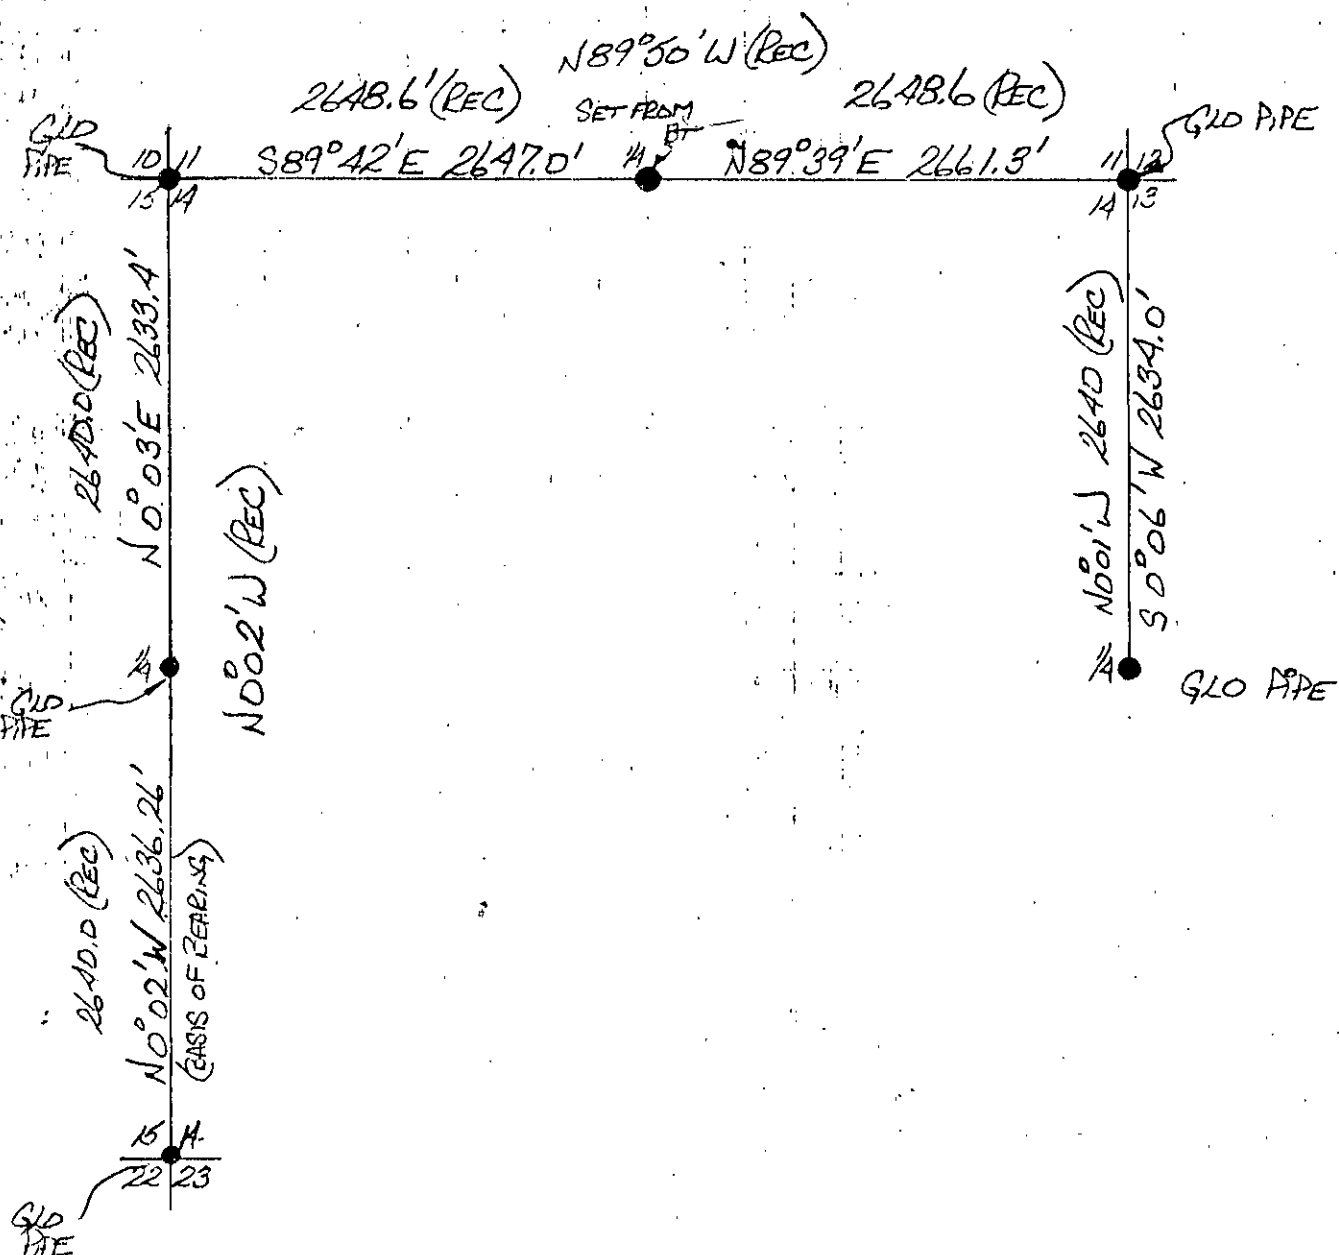 N89°50'W (REC)
2648.6' (REC)
2648.6 (REC)
SET FROM
BT
GLO
PIPE
GLO PIPE
10 11
15 14
S89°42'E 2647.0'
1/4
N89°39'E 2661.3'
11 12
14 13
2640.0 (REC)
N0°03'E 2633.4'
N0°02'W (REC)
N0°01'W 2640 (REC)
S0°06'W 2634.0'
1/4
GLO
PIPE
1/4
GLO PIPE
2640.0 (REC)
N0°02'W 2636.26'
(BASIS OF BEARING)
15 14
22 23
GLO
PIPE